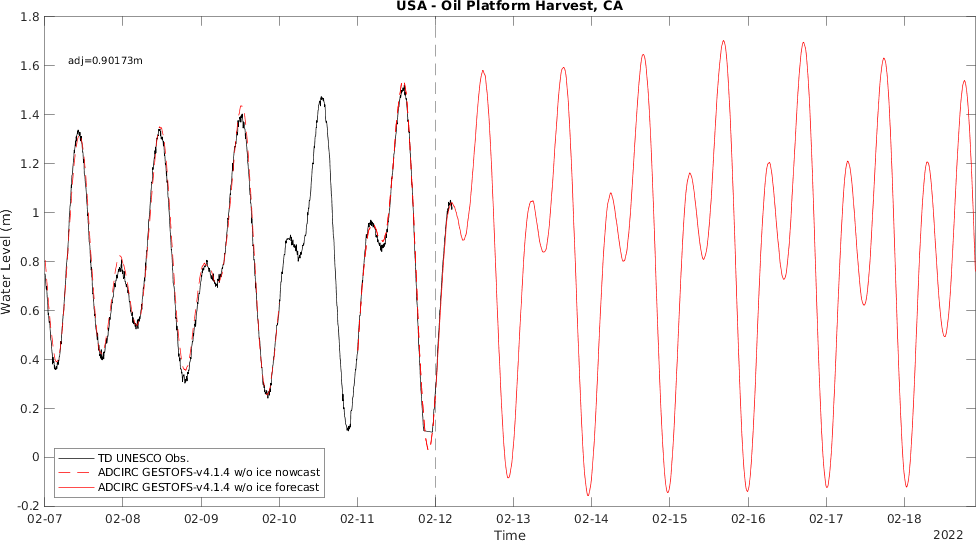 USA - Oil Platform Harvest, CA
1.8
1.6
1.4
1.2
1
0.8
0.6
0.4
0.2
0
-0.2
Water Level (m)
adj=0.90173m
TD UNESCO Obs.
ADCIRC GESTOFS-v4.1.4 w/o ice nowcast
ADCIRC GESTOFS-v4.1.4 w/o ice forecast
02-07 02-08 02-09 02-10 02-11 02-12 02-13 02-14 02-15 02-16 02-17 02-18
Time
2022